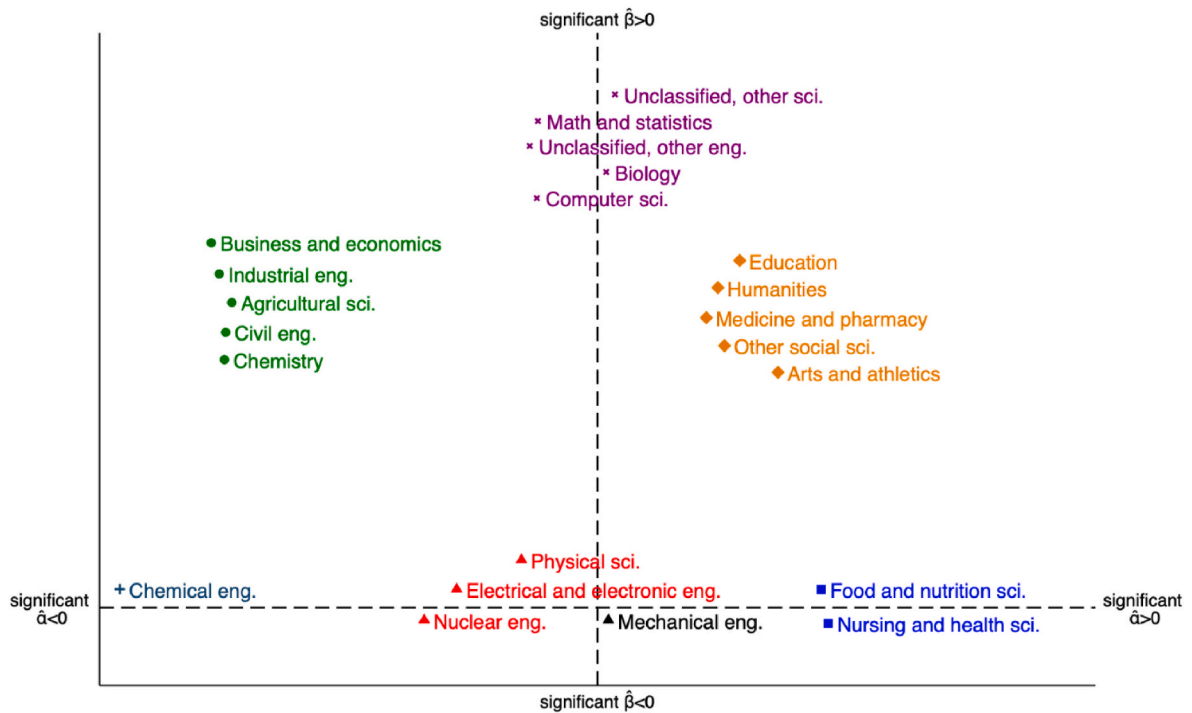 significant β̂>0
Unclassified, other sci.
Math and statistics
Unclassified, other eng.
Biology
Computer sci.
Business and economics
Industrial eng.
Agricultural sci.
Civil eng.
Chemistry
Education
Humanities
Medicine and pharmacy
Other social sci.
Arts and athletics
Physical sci.
Chemical eng.
Electrical and electronic eng.
Food and nutrition sci.
significant
α̂<0
significant
α̂>0
Nuclear eng.
Mechanical eng.
Nursing and health sci.
significant β̂<0